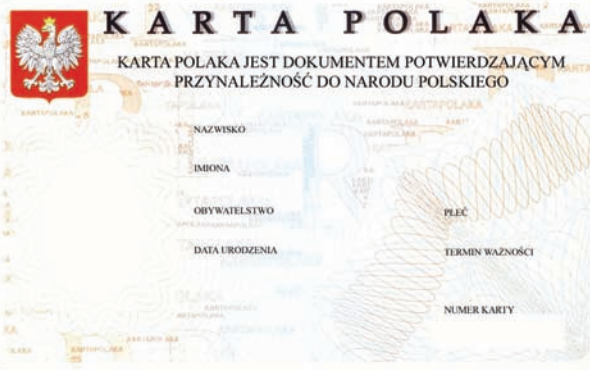 KARTA POLAKA
KARTA POLAKA JEST DOKUMENTEM POTWIERDZAJĄCYM
PRZYNALEŻNOŚĆ DO NARODU POLSKIEGO
NAZWISKO
IMIONA
OBYWATELSTWO
PŁEĆ
DATA URODZENIA
TERMIN WAŻNOŚCI
NUMER KARTY